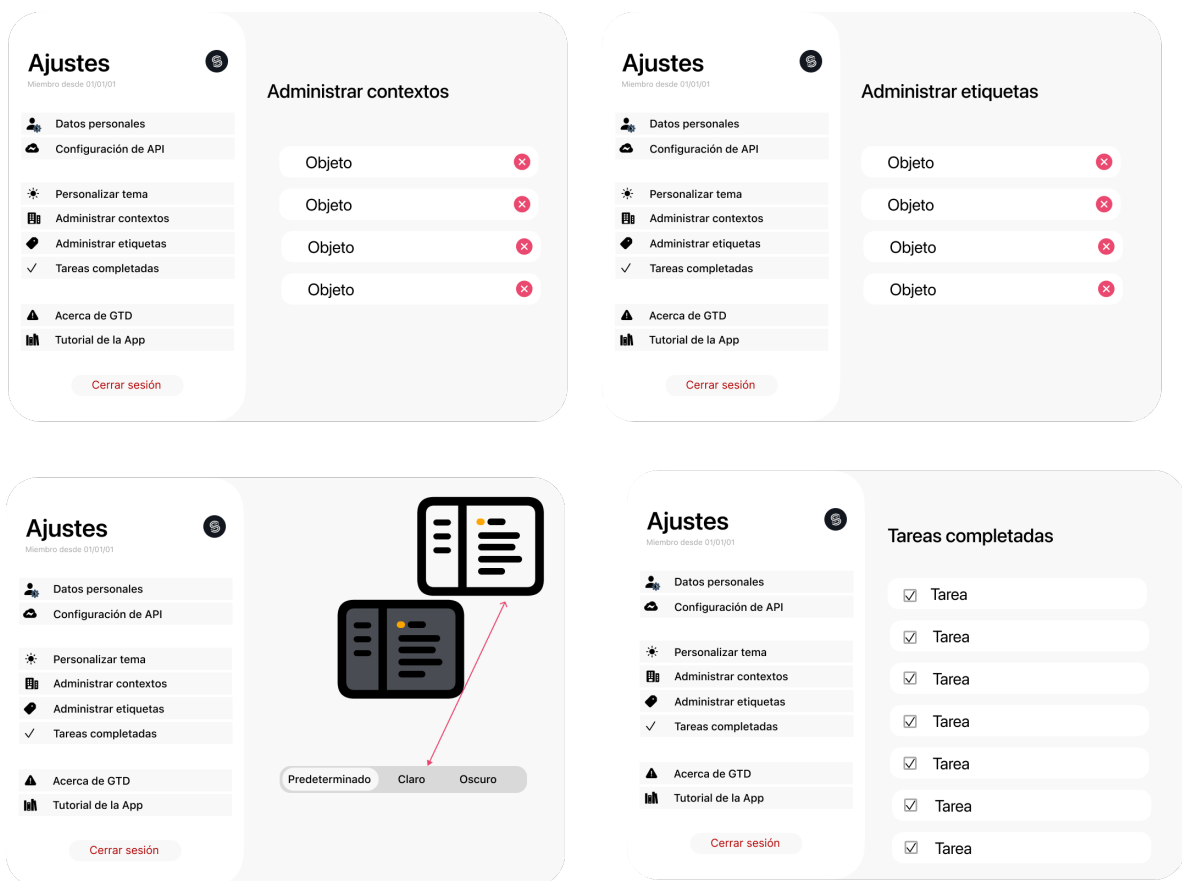 Ajustes
Miembro desde 01/01/01
Datos personales
Configuración de API
Personalizar tema
Administrar contextos
Administrar etiquetas
Tareas completadas
Acerca de GTD
Tutorial de la App
Cerrar sesión
Administrar contextos
Objeto
Objeto
Objeto
Objeto
Ajustes
Miembro desde 01/01/01
Datos personales
Configuración de API
Personalizar tema
Administrar contextos
Administrar etiquetas
Tareas completadas
Acerca de GTD
Tutorial de la App
Cerrar sesión
Administrar etiquetas
Objeto
Objeto
Objeto
Objeto
Ajustes
Miembro desde 01/01/01
Datos personales
Configuración de API
Personalizar tema
Administrar contextos
Administrar etiquetas
Tareas completadas
Acerca de GTD
Tutorial de la App
Cerrar sesión
Predeterminado Claro Oscuro
Ajustes
Miembro desde 01/01/01
Datos personales
Configuración de API
Personalizar tema
Administrar contextos
Administrar etiquetas
Tareas completadas
Acerca de GTD
Tutorial de la App
Cerrar sesión
Tareas completadas
Tarea
Tarea
Tarea
Tarea
Tarea
Tarea
Tarea